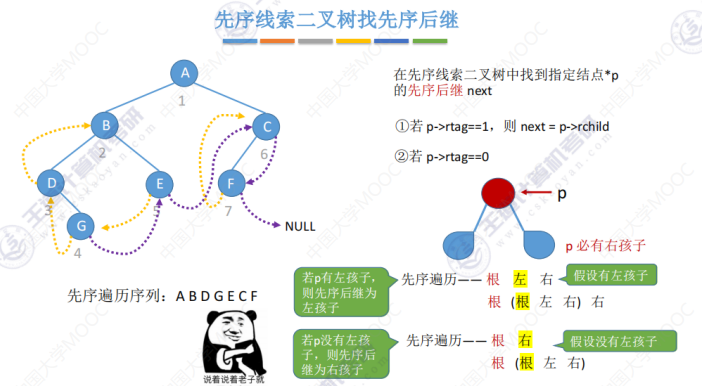 先序线索二叉树找先序后继
A
1
B
2
C
6
D
3
E
5
F
7
G
4
NULL
先序遍历序列：A B D G E C F
说看说看老子就
在先序线索二叉树中找到指定结点*p
的先序后继 next
①若 p->rtag==1，则 next = p->rchild
②若 p->rtag==0
p
p 必有右孩子
若p有左孩子，
则先序后继为
左孩子
先序遍历—— 根 左 右
假设有左孩子
根 (根 左 右) 右
若p没有左孩
子，则先序后
继为右孩子
先序遍历—— 根 右
假设没有左孩子
根 (根 左 右)
中国大学MOOC
王道计算机考研